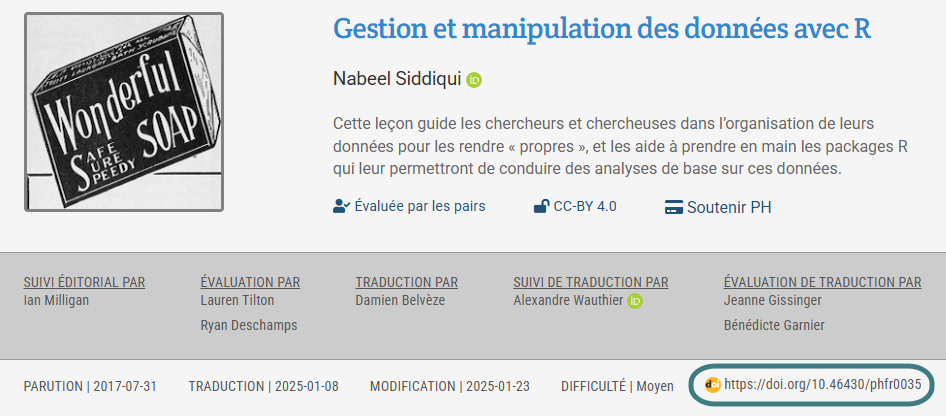 Gestion et manipulation des données avec R
Nabeel Siddiqui iD
Cette leçon guide les chercheurs et chercheuses dans l'organisation de leurs
données pour les rendre « propres », et les aide à prendre en main les packages R
qui leur permettront de conduire des analyses de base sur ces données.
Évaluée par les pairs
CC-BY 4.0
Soutenir PH
Wonderful
SAFE
SURE
SPEEDY
SOAP
SUIVI ÉDITORIAL PAR
Ian Milligan
ÉVALUATION PAR
Lauren Tilton
Ryan Deschamps
TRADUCTION PAR
Damien Belvèze
SUIVI DE TRADUCTION PAR
Alexandre Wauthier iD
ÉVALUATION DE TRADUCTION PAR
Jeanne Gissinger
Bénédicte Garnier
PARUTION | 2017-07-31
TRADUCTION | 2025-01-08
MODIFICATION | 2025-01-23
DIFFICULTÉ | Moyen
doi https://doi.org/10.46430/phfr0035